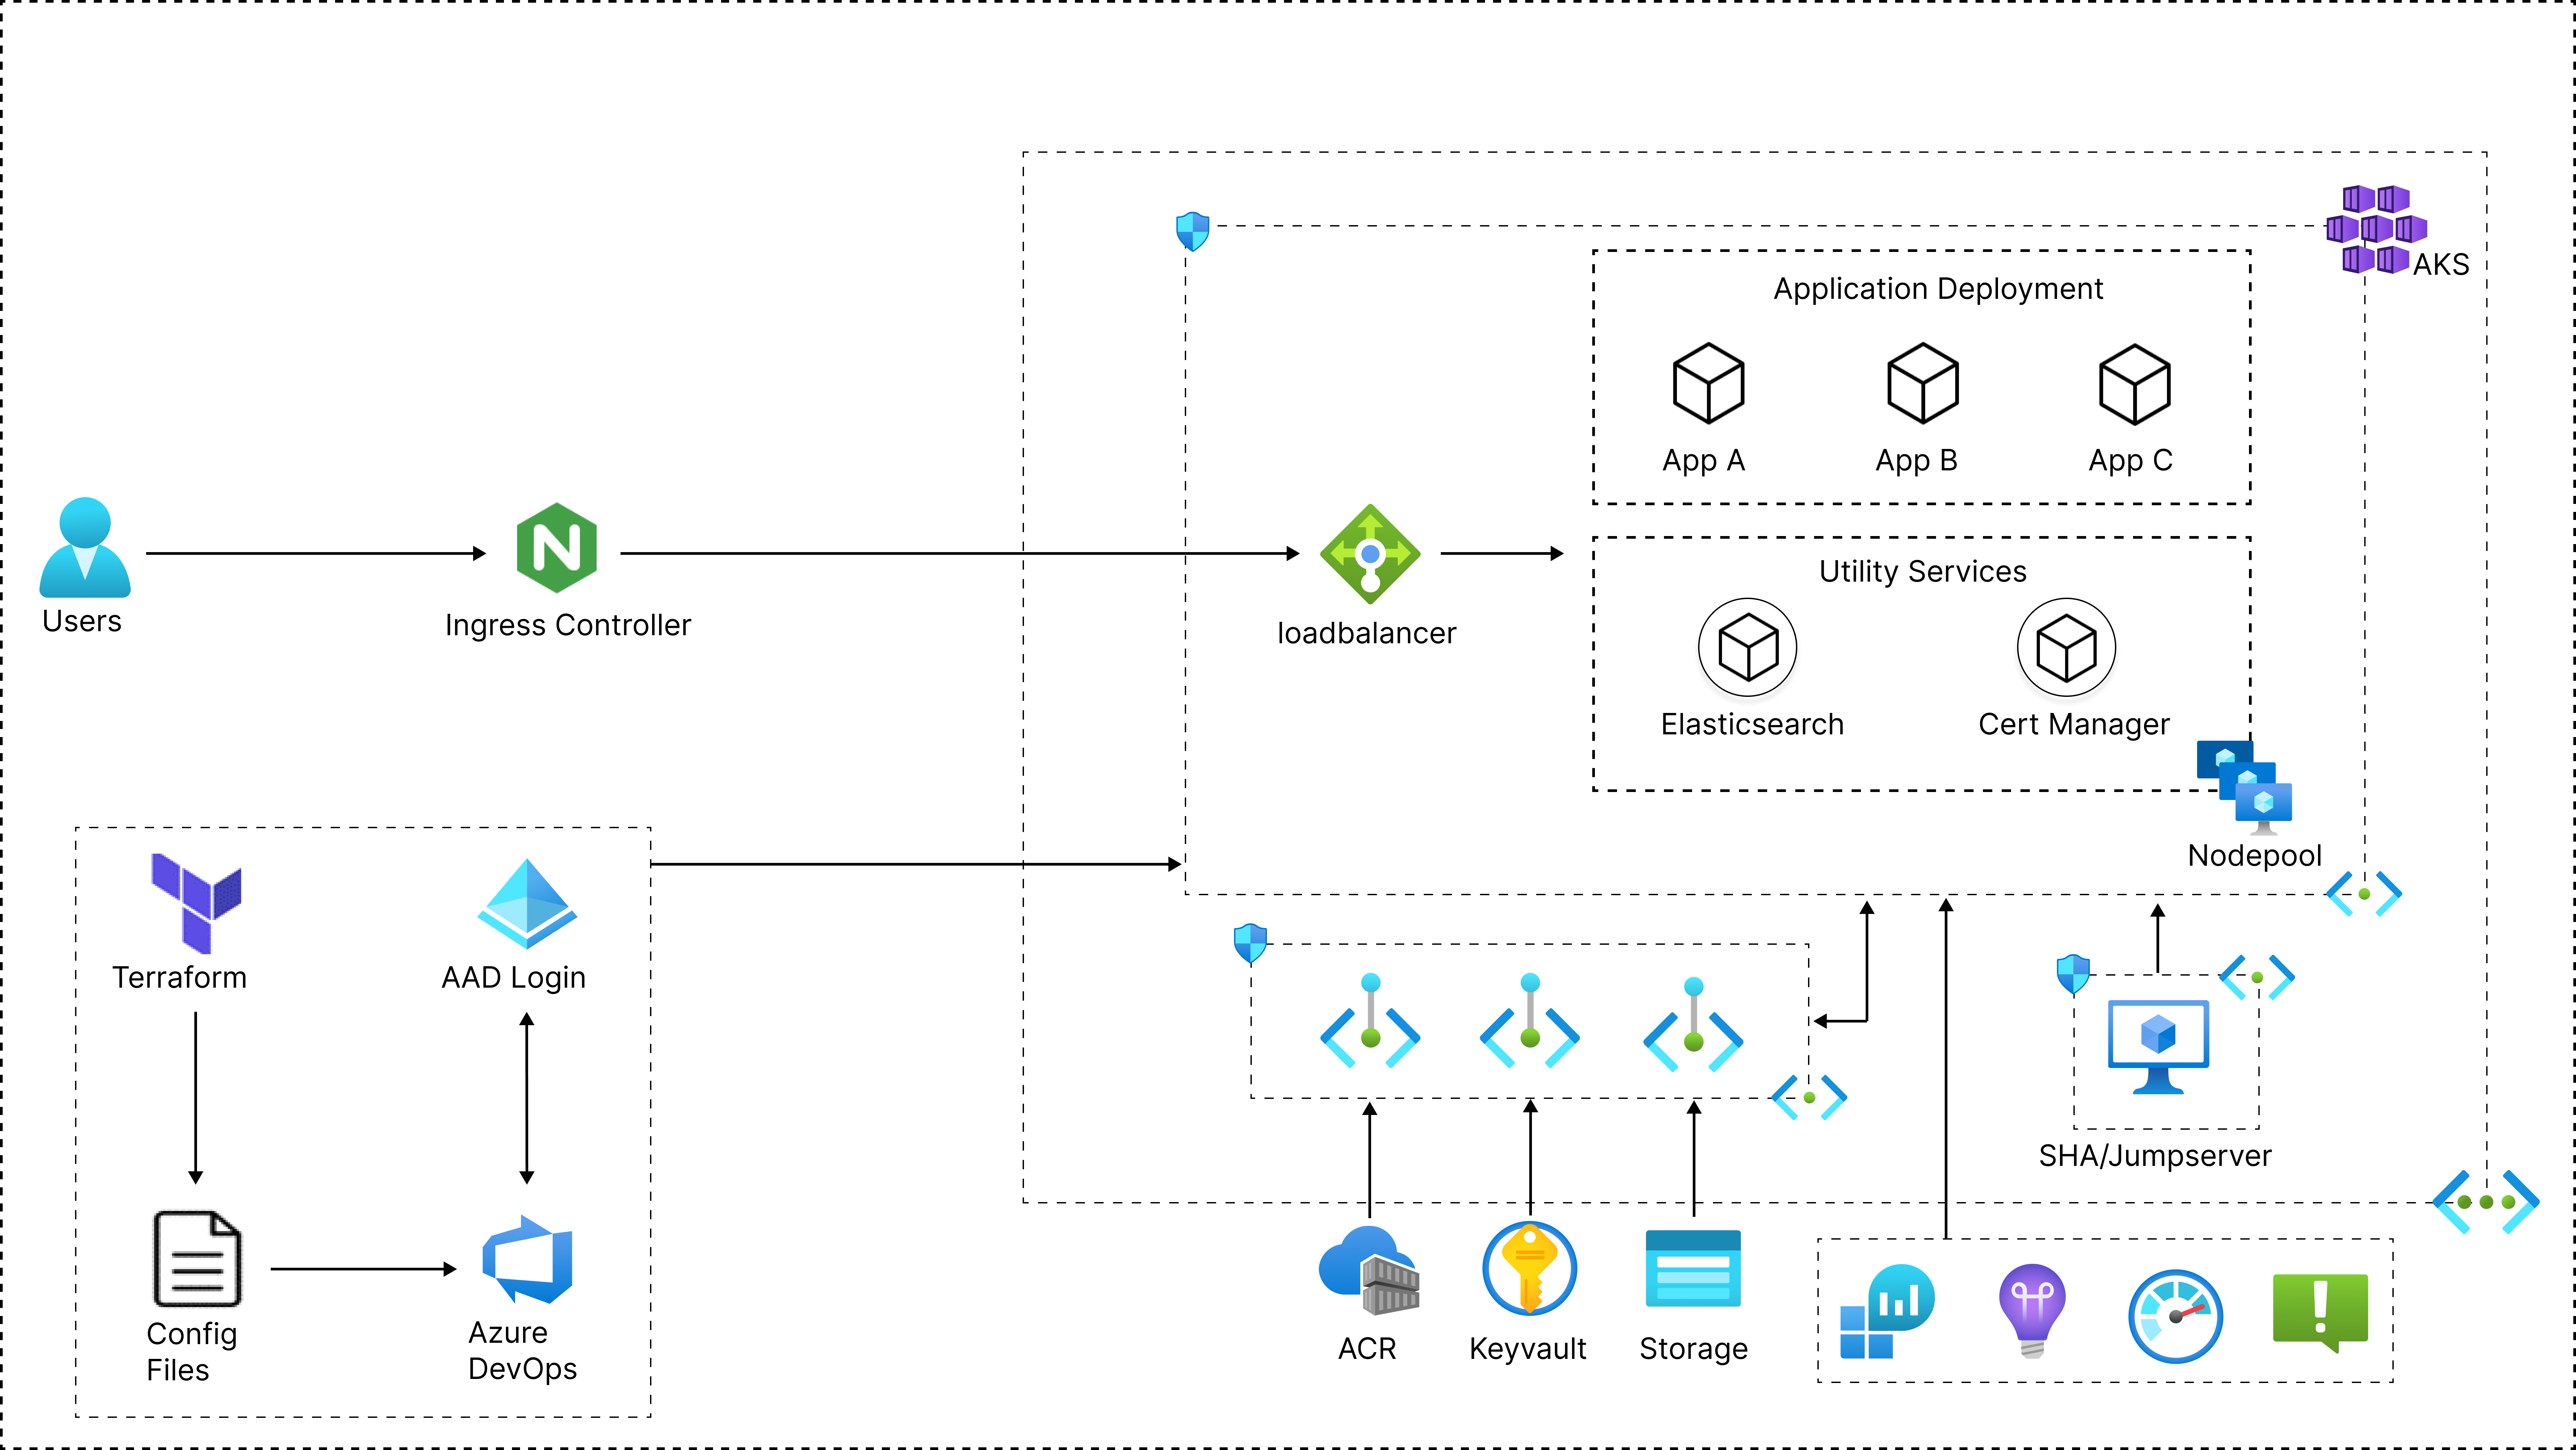 AKS
Application Deployment
App A
App B
App C
Users
Ingress Controller
loadbalancer
Utility Services
Elasticsearch
Cert Manager
Nodepool
Terraform
AAD Login
SHA/Jumpserver
Config
Files
Azure
DevOps
ACR
Keyvault
Storage